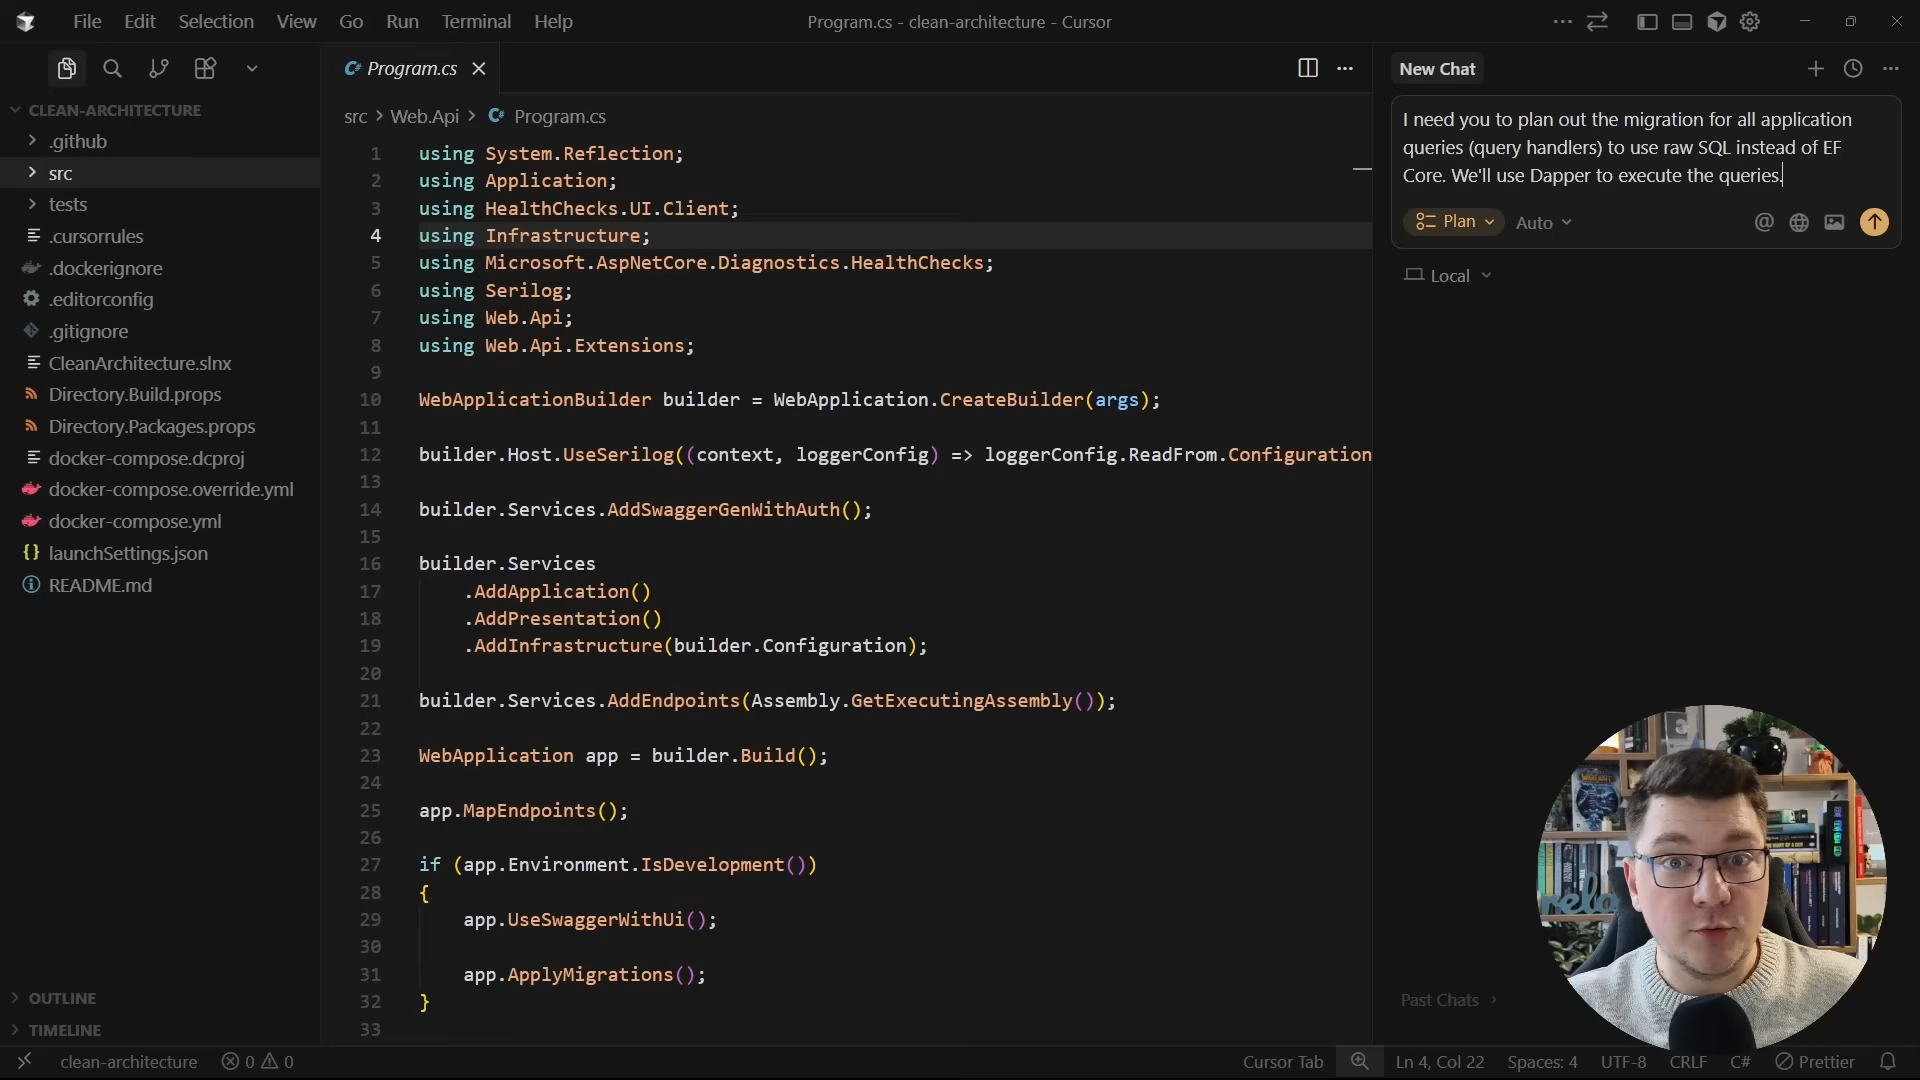 File Edit Selection View Go Run Terminal Help
Program.cs - clean-architecture - Cursor
CLEAN-ARCHITECTURE
.github
src
tests
.cursorrules
.dockerignore
.editorconfig
.gitignore
CleanArchitecture.slnx
Directory.Build.props
Directory.Packages.props
docker-compose.dcproj
docker-compose.override.yml
docker-compose.yml
launchSettings.json
README.md
OUTLINE
TIMELINE
C# Program.cs
src > Web.Api > C# Program.cs
1 using System.Reflection;
2 using Application;
3 using HealthChecks.UI.Client;
4 using Infrastructure;
5 using Microsoft.AspNetCore.Diagnostics.HealthChecks;
6 using Serilog;
7 using Web.Api;
8 using Web.Api.Extensions;
9
10 WebApplicationBuilder builder = WebApplication.CreateBuilder(args);
11
12 builder.Host.UseSerilog((context, loggerConfig) => loggerConfig.ReadFrom.Configuration
13
14 builder.Services.AddSwaggerGenWithAuth();
15
16 builder.Services
17 .AddApplication()
18 .AddPresentation()
19 .AddInfrastructure(builder.Configuration);
20
21 builder.Services.AddEndpoints(Assembly.GetExecutingAssembly());
22
23 WebApplication app = builder.Build();
24
25 app.MapEndpoints();
26
27 if (app.Environment.IsDevelopment())
28 {
29 app.UseSwaggerWithUi();
30
31 app.ApplyMigrations();
32 }
33
New Chat
I need you to plan out the migration for all application
queries (query handlers) to use raw SQL instead of EF
Core. We'll use Dapper to execute the queries.
Plan Auto
Local
Past Chats
clean-architecture 0 0
Cursor Tab Ln 4, Col 22 Spaces: 4 UTF-8 CRLF C# Prettier